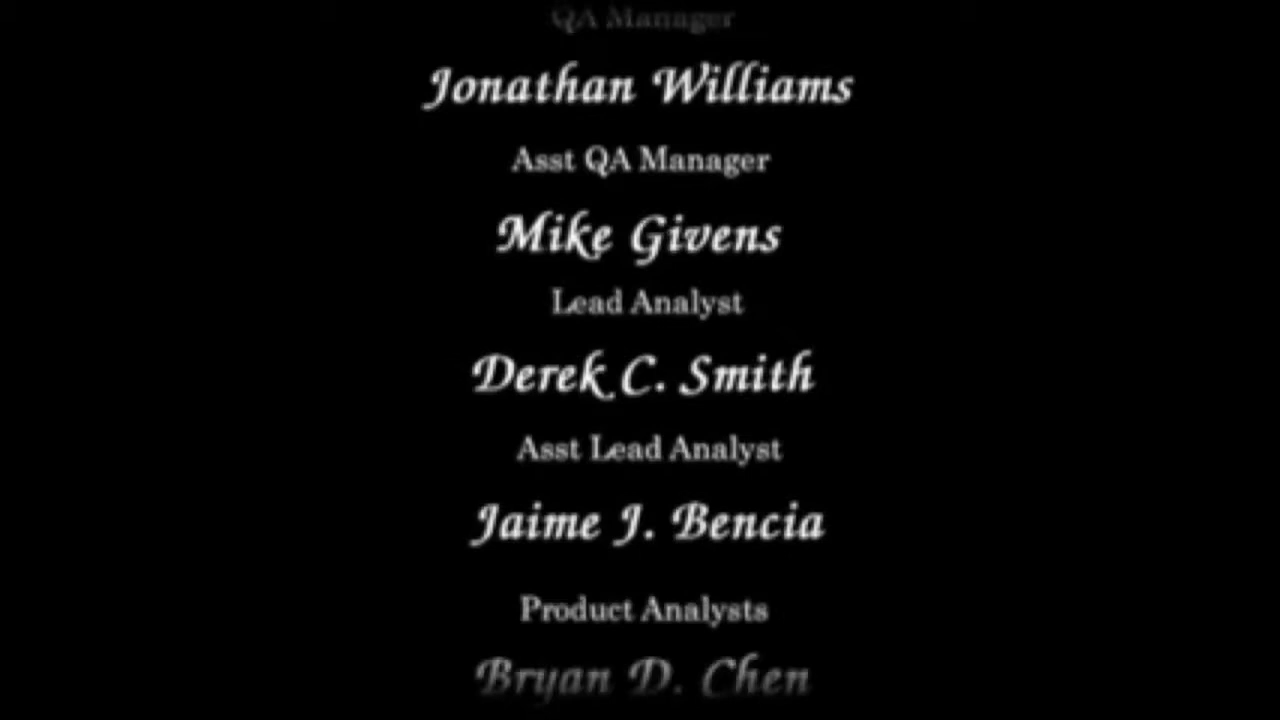 QA Manager
Jonathan Williams
Asst QA Manager
Mike Givens
Lead Analyst
Derek C. Smith
Asst Lead Analyst
Jaime J. Bencia
Product Analysts
Bryan D. Chen